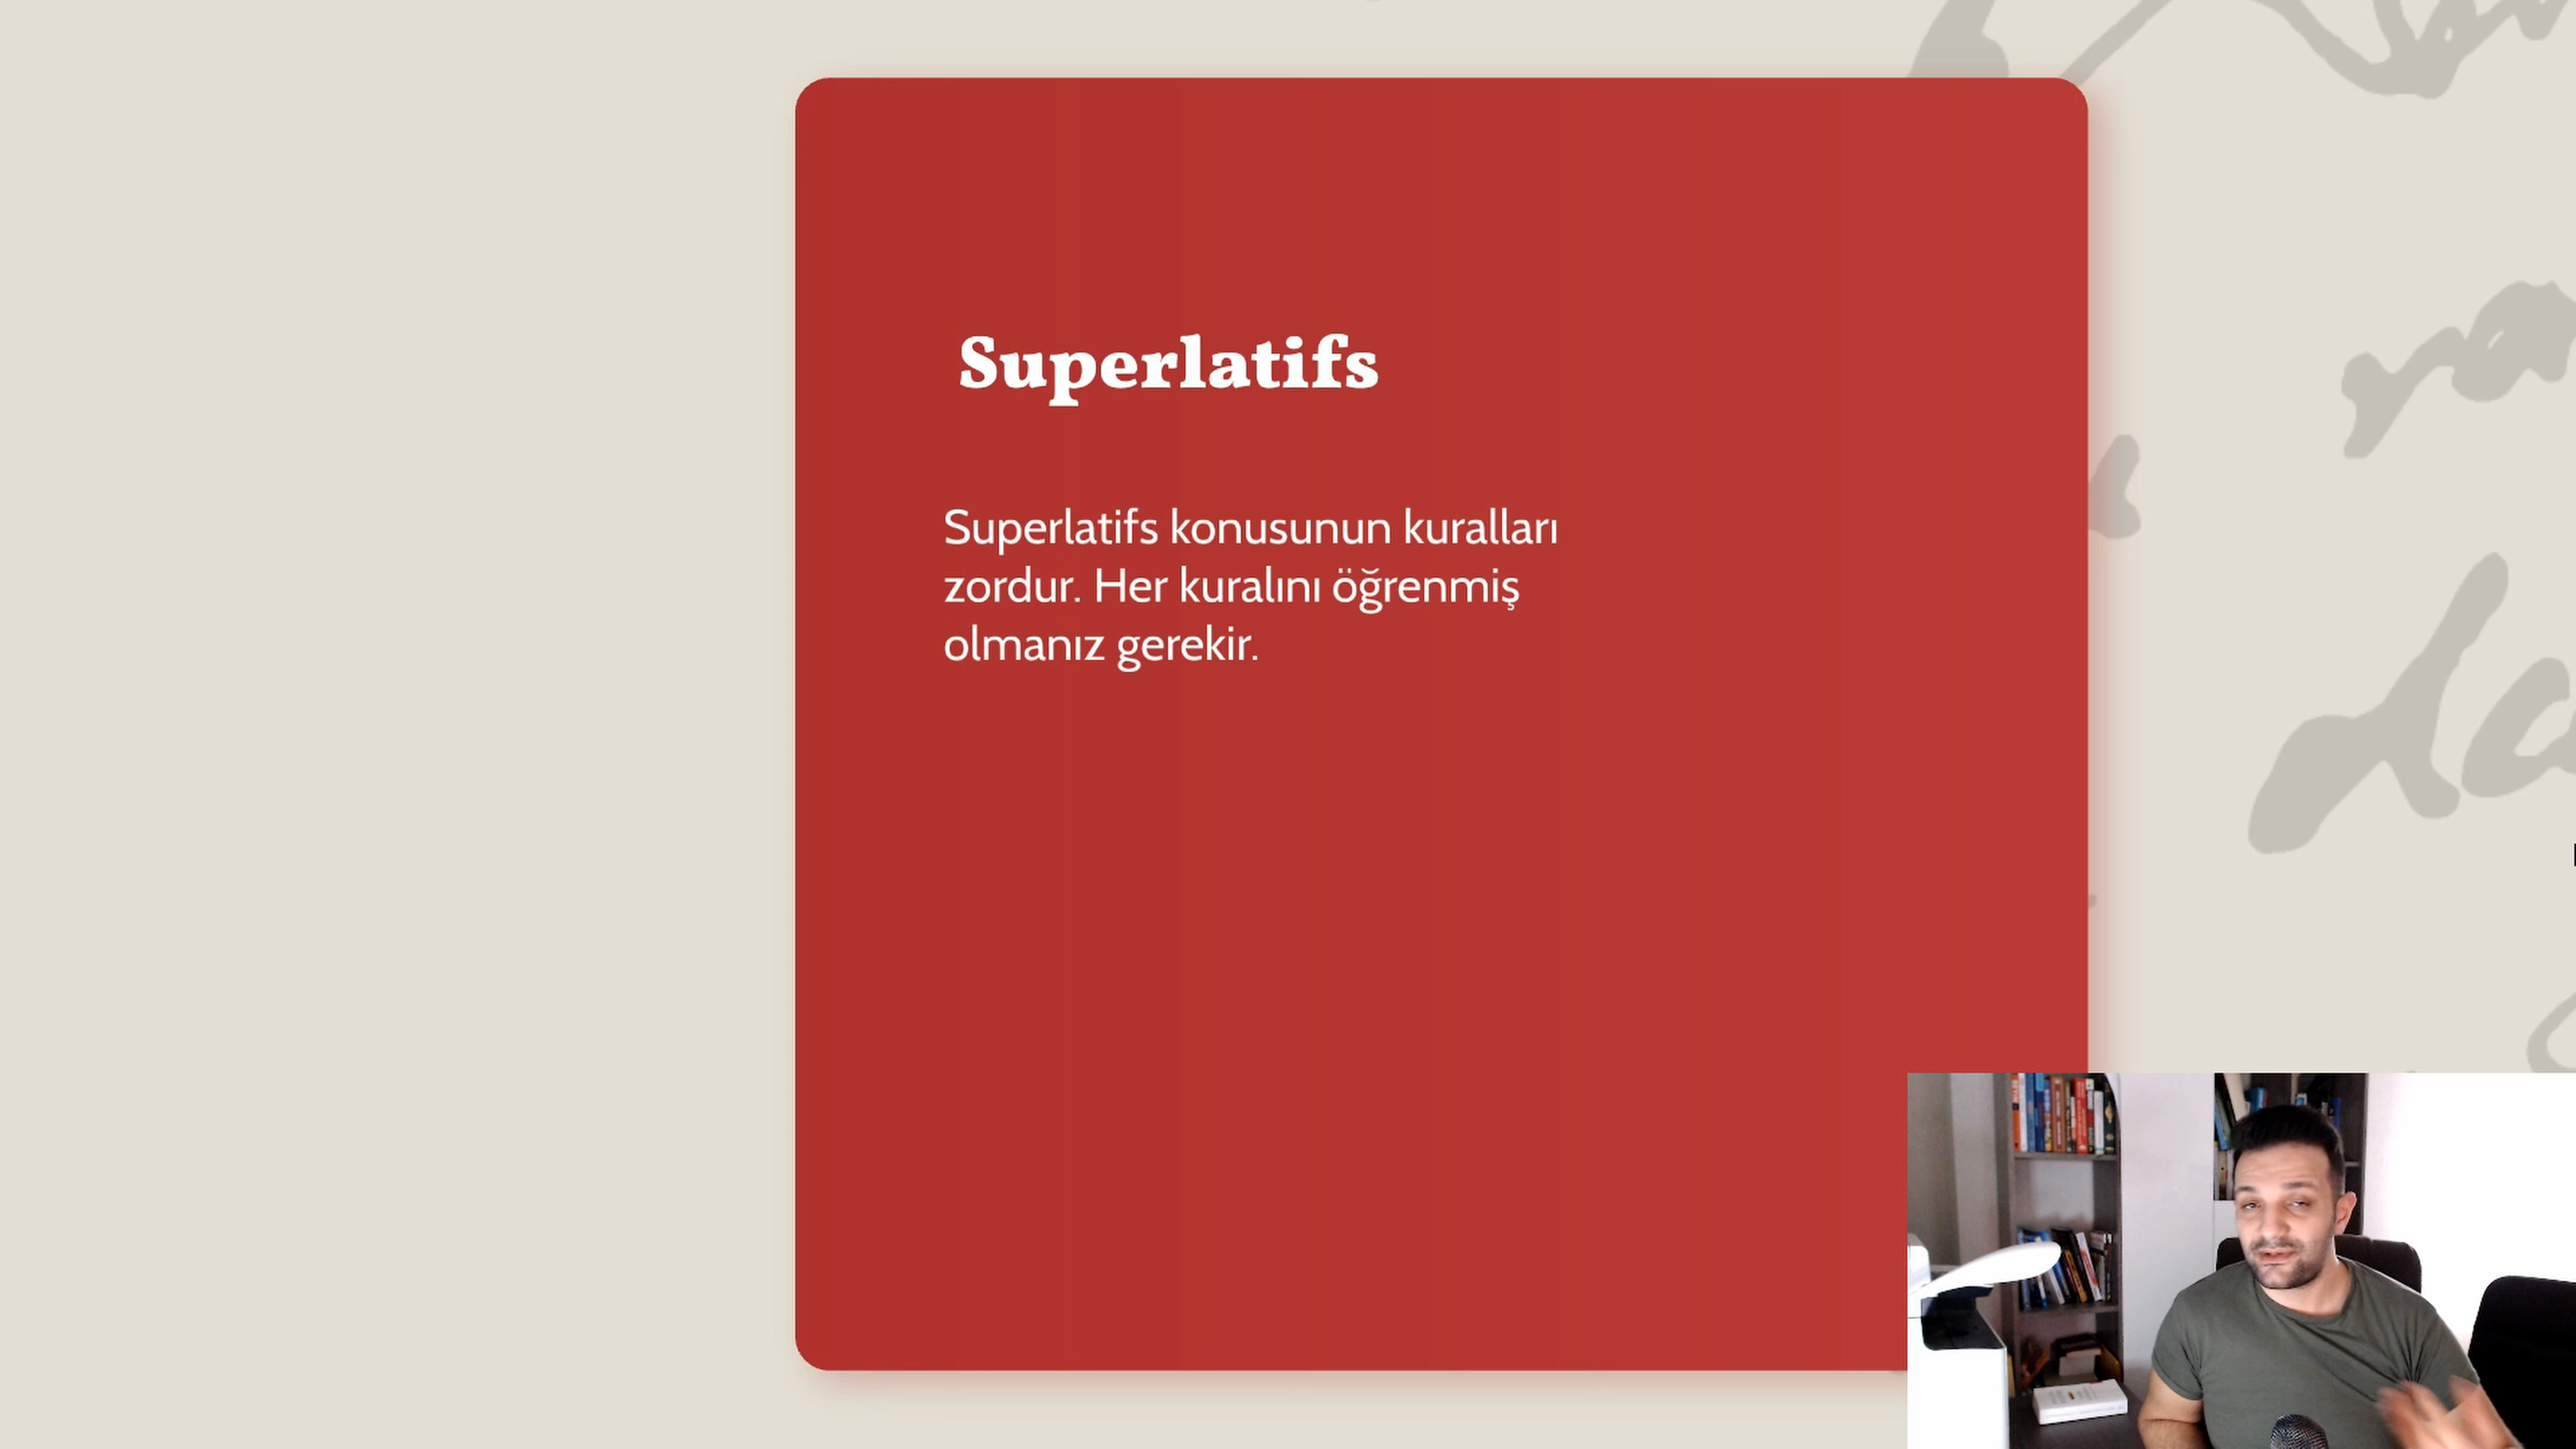 Superlatifs
Superlatifs konusunun kuralları
zordur. Her kuralını öğrenmiş
olmanız gerekir.